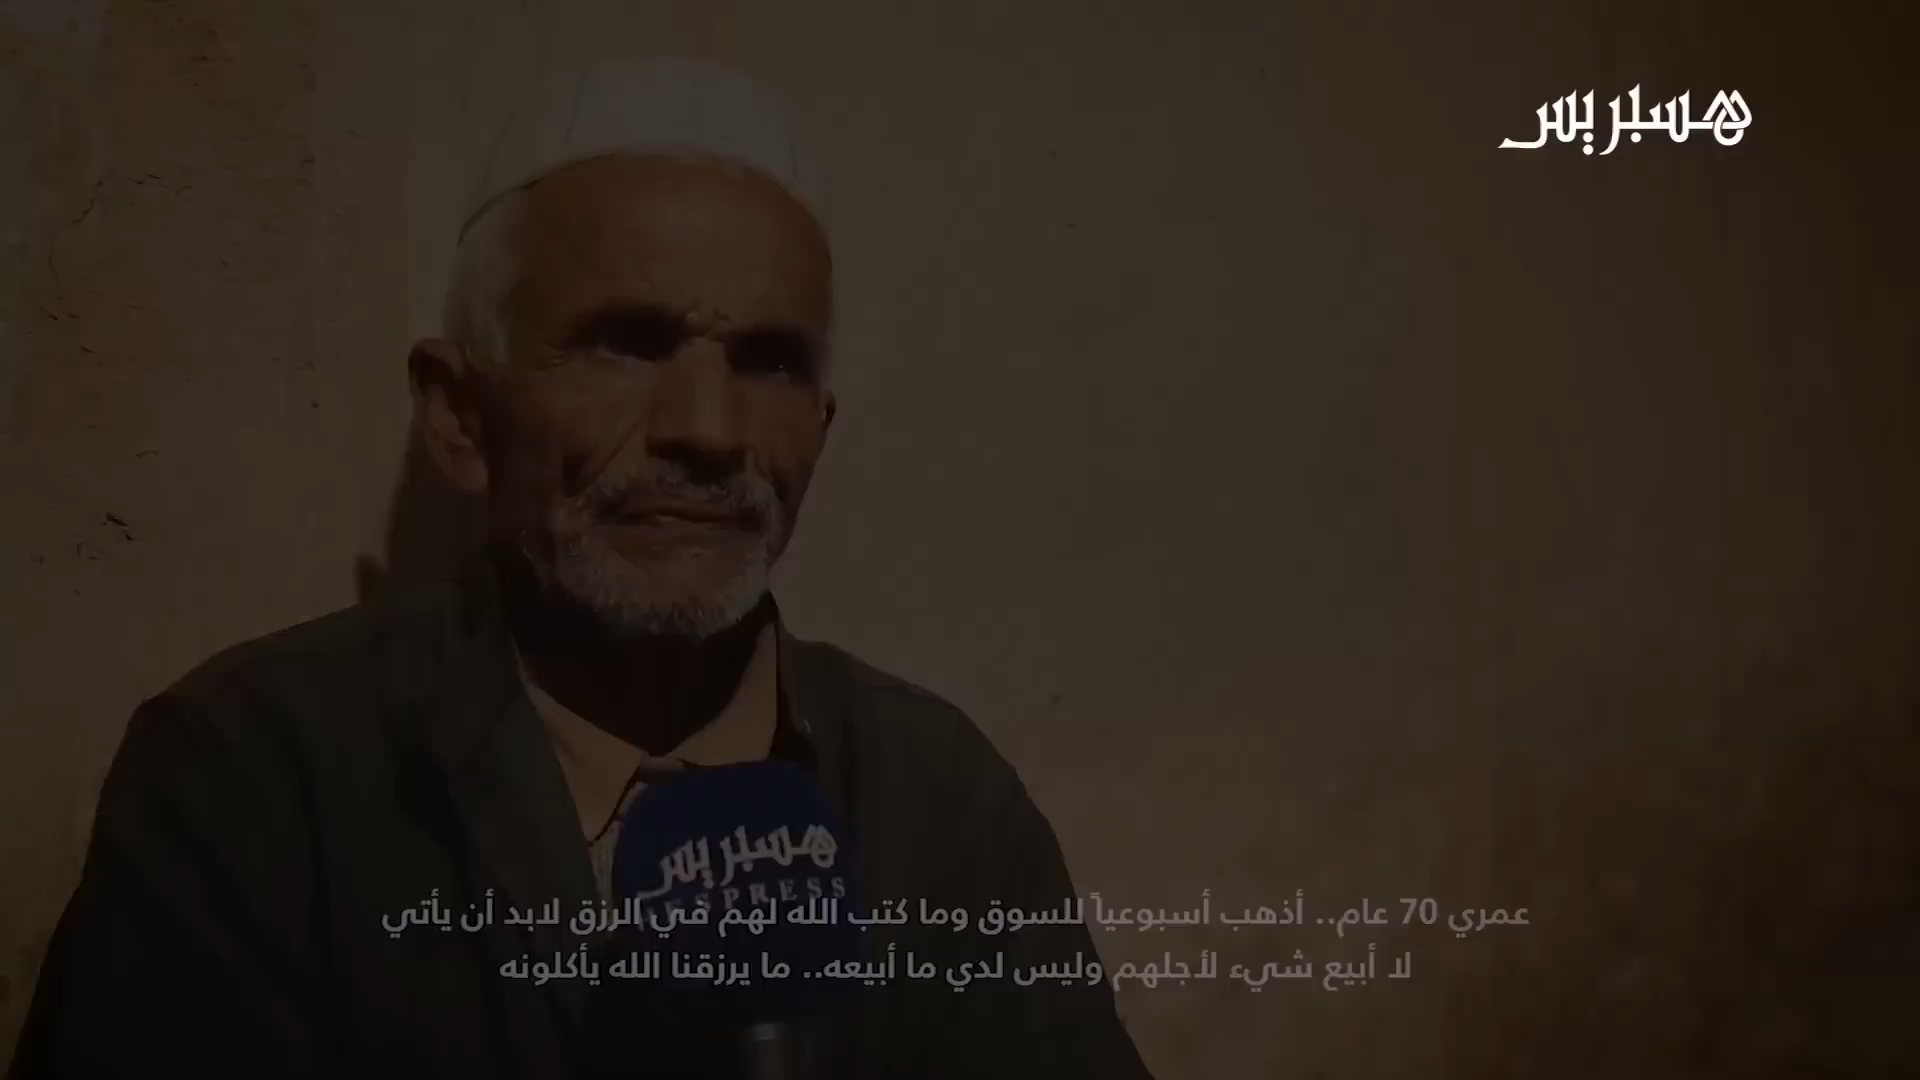 هسبريس
هسبريس
HESPRESS
عمري 70 عام.. أذهب أسبوعياً للسوق وما كتب الله لهم في الرزق لابد أن يأتي
لا أبيع شيء لأجلهم وليس لدي ما أبيعه.. ما يرزقنا الله يأكلونه